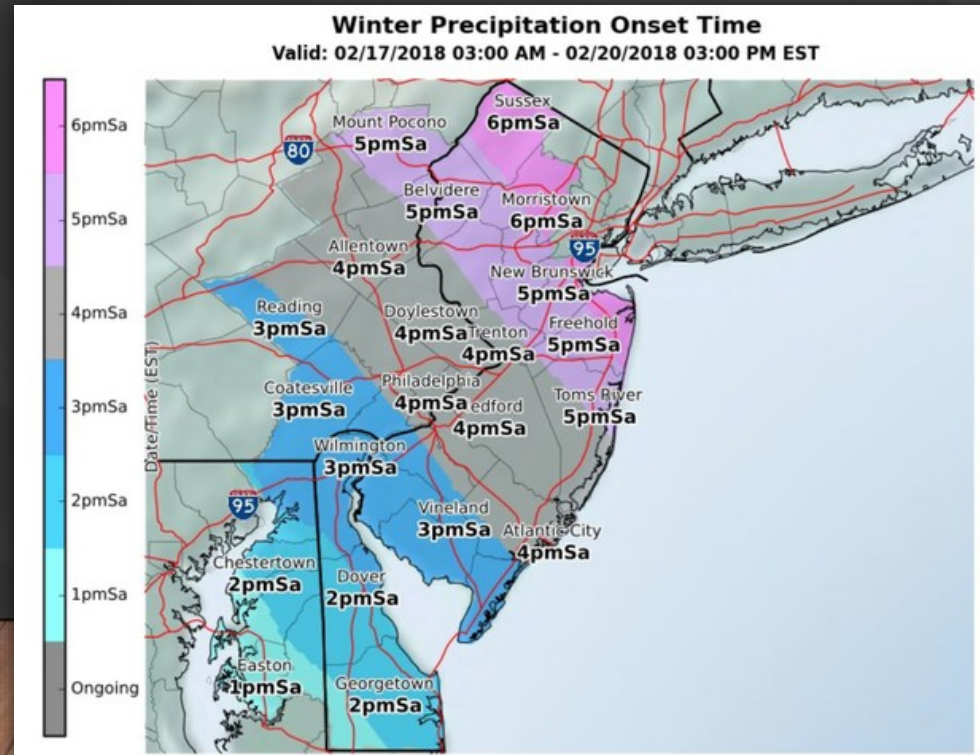 Winter Precipitation Onset Time
Valid: 02/17/2018 03:00 AM - 02/20/2018 03:00 PM EST
6pmSa
5pmSa
4pmSa
3pmSa
2pmSa
1pmSa
Ongoing
Date/Time (EST)
Sussex
6pmSa
Mount Pocono
5pmSa
80
Belvidere
5pmSa
Morristown
6pmSa
95
Allentown
4pmSa
New Brunswick
5pmSa
Reading
3pmSa
Doylestown
4pmSa
Trenton
4pmSa
Freehold
5pmSa
Coatesville
3pmSa
Philadelphia
4pmSa
edford
4pmSa
Toms River
5pmSa
Wilmington
3pmSa
95
Vineland
3pmSa
Atlantic City
4pmSa
Chestertown
2pmSa
Dover
2pmSa
Easton
1pmSa
Georgetown
2pmSa